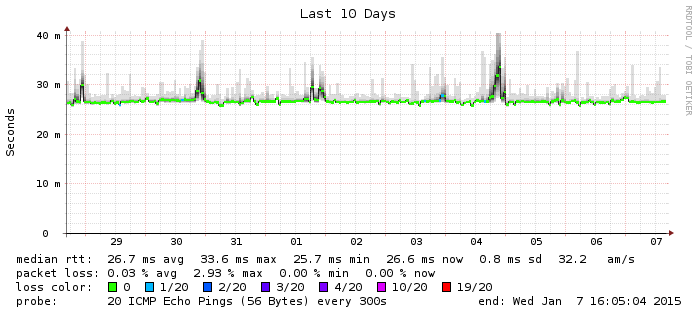 Last 10 Days
RRDTOOL / TOBI OETIKER
Seconds
40 m
30 m
20 m
10 m
0
29 30 31 01 02 03 04 05 06 07
median rtt: 26.7 ms avg 33.6 ms max 25.7 ms min 26.6 ms now 0.8 ms sd 32.2 am/s
packet loss: 0.03 % avg 2.93 % max 0.00 % min 0.00 % now
loss color: 0 1/20 2/20 3/20 4/20 10/20 19/20
probe: 20 ICMP Echo Pings (56 Bytes) every 300s end: Wed Jan 7 16:05:04 2015